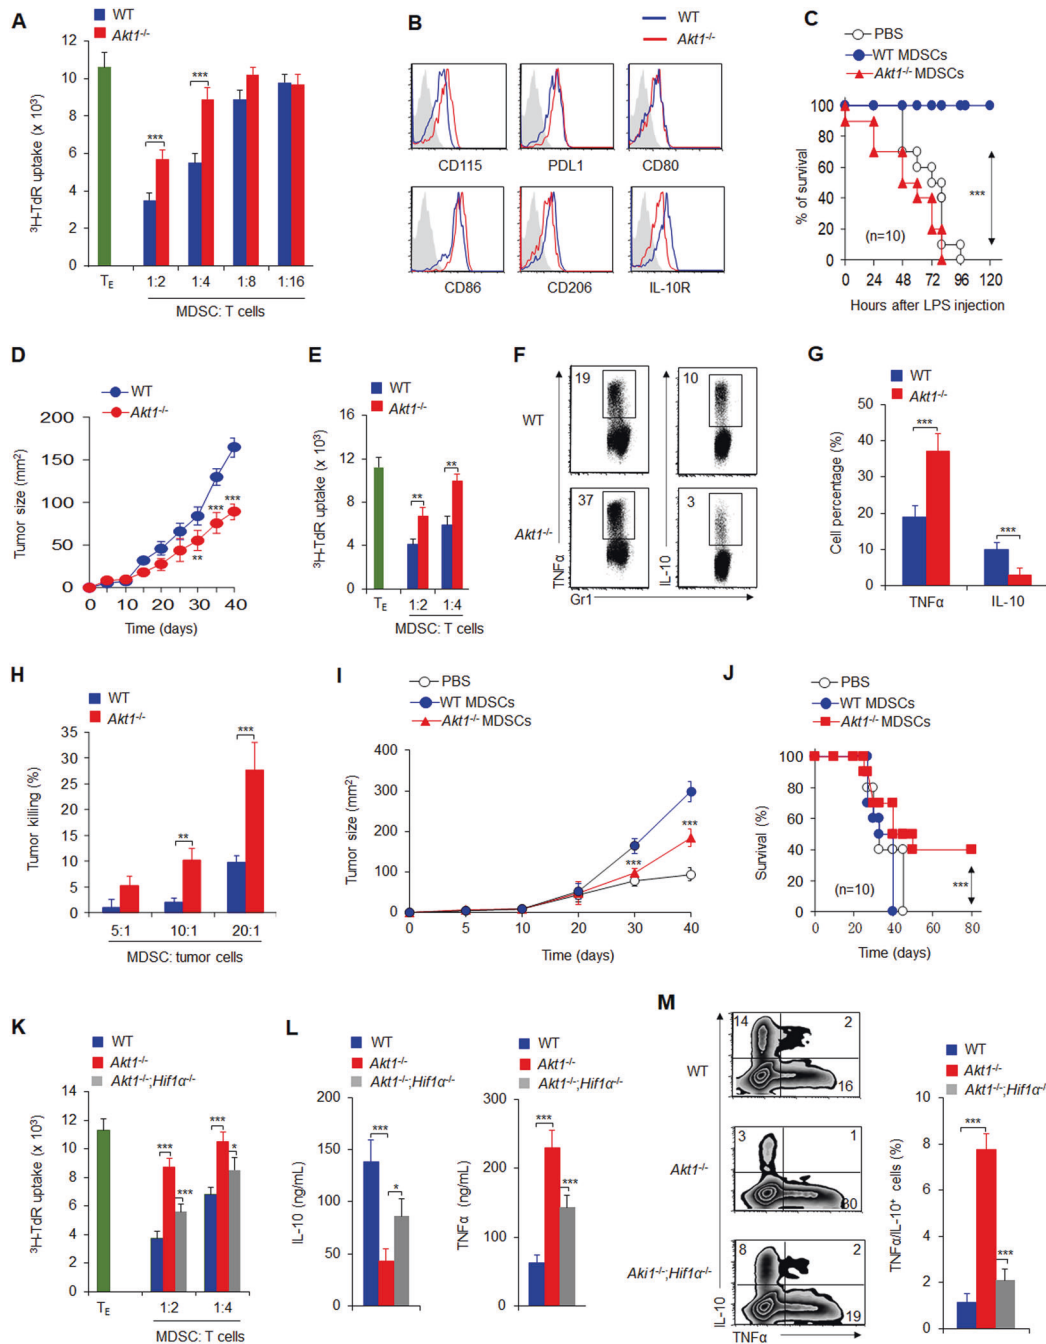 A
WT
Akt1-/-
³H-TdR uptake (x 10³)
12
10
8
6
4
2
0
***
***
TE
1:2
1:4
1:8
1:16
MDSC: T cells
B
WT
Akt1-/-
CD115
PDL1
CD80
CD86
CD206
IL-10R
C
PBS
WT MDSCs
Akt1-/- MDSCs
% of survival
100
80
60
40
20
0
***
(n=10)
0 24 48 72 96 120
Hours after LPS injection
D
WT
Akt1-/-
Tumor size (mm²)
200
150
100
50
0
***
***
**
0 10 20 30 40
Time (days)
E
WT
Akt1-/-
³H-TdR uptake (x 10³)
16
12
8
4
0
**
**
TE
1:2
1:4
MDSC: T cells
F
19
10
WT
37
3
Akt1-/-
TNFα
IL-10
Gr1
G
WT
Akt1-/-
Cell percentage (%)
50
40
30
20
10
0
***
***
TNFα
IL-10
H
WT
Akt1-/-
Tumor killing (%)
35
30
25
20
15
10
5
0
**
***
5:1
10:1
20:1
MDSC: tumor cells
I
PBS
WT MDSCs
Akt1-/- MDSCs
Tumor size (mm²)
400
300
200
100
0
***
***
0 5 10 20 30 40
Time (days)
J
PBS
WT MDSCs
Akt1-/- MDSCs
Survival (%)
100
80
60
40
20
0
(n=10)
***
0 20 40 60 80
Time (days)
K
WT
Akt1-/-
Akt1-/-;Hif1α-/-
³H-TdR uptake (x 10³)
12
10
8
6
4
2
0
***
***
***
*
TE
1:2
1:4
MDSC: T cells
L
WT
Akt1-/-
Akt1-/-;Hif1α-/-
IL-10 (ng/mL)
200
150
100
50
0
***
*
TNFα (ng/mL)
300
200
100
0
***
***
M
14
2
WT
16
3
1
Akt1-/-
30
8
2
Aki1-/-;Hif1α-/-
19
IL-10
TNFα
WT
Akt1-/-
Akt1-/-;Hif1α-/-
TNFα/IL-10⁺ cells (%)
10
8
6
4
2
0
***
***